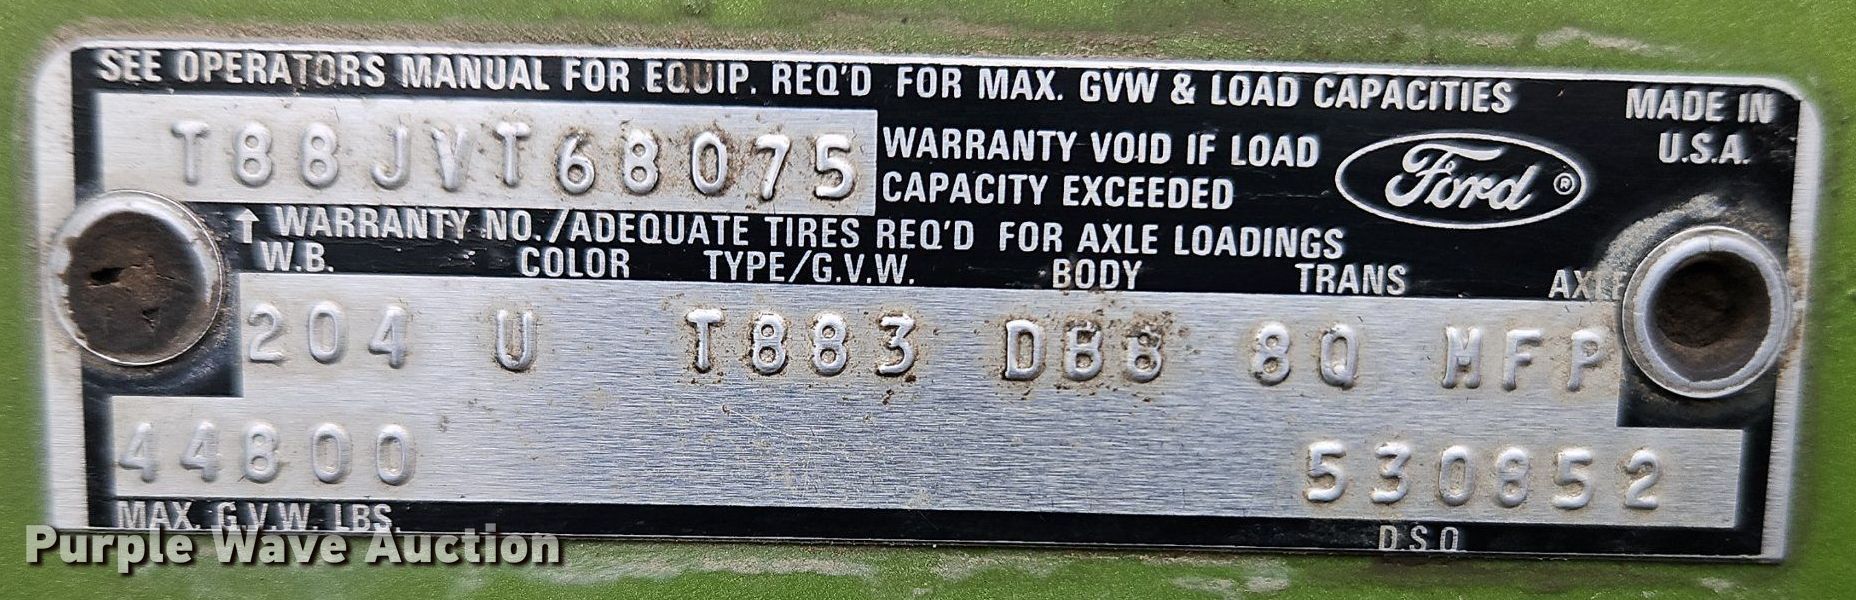 SEE OPERATORS MANUAL FOR EQUIP. REQ'D FOR MAX. GVW & LOAD CAPACITIES
MADE IN
U.S.A.
T88JVT68075
WARRANTY VOID IF LOAD
CAPACITY EXCEEDED
Ford ®
↑ WARRANTY NO./ADEQUATE TIRES REQ'D FOR AXLE LOADINGS
W.B. COLOR TYPE/G.V.W. BODY TRANS AXLE
204 U T883 DB8 8Q MFP
44800 530852
MAX. G.V.W. LBS. D.S.O.
Purple Wave Auction